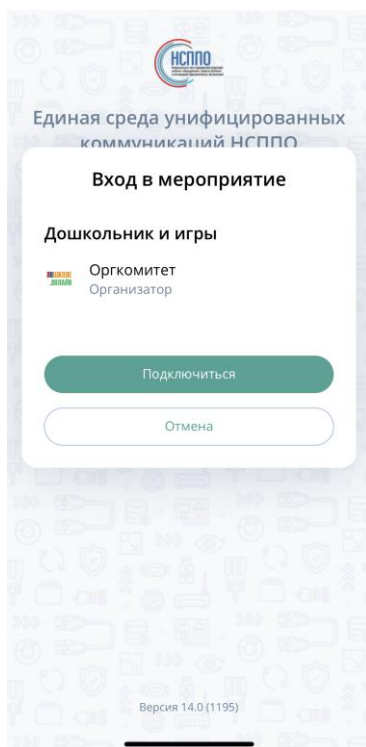 НСППО
Единая среда унифицированных
коммуникаций НСППО
Вход в мероприятие
Дошкольник и игры
Оргкомитет
Организатор
Подключиться
Отмена
Версия 14.0 (1195)